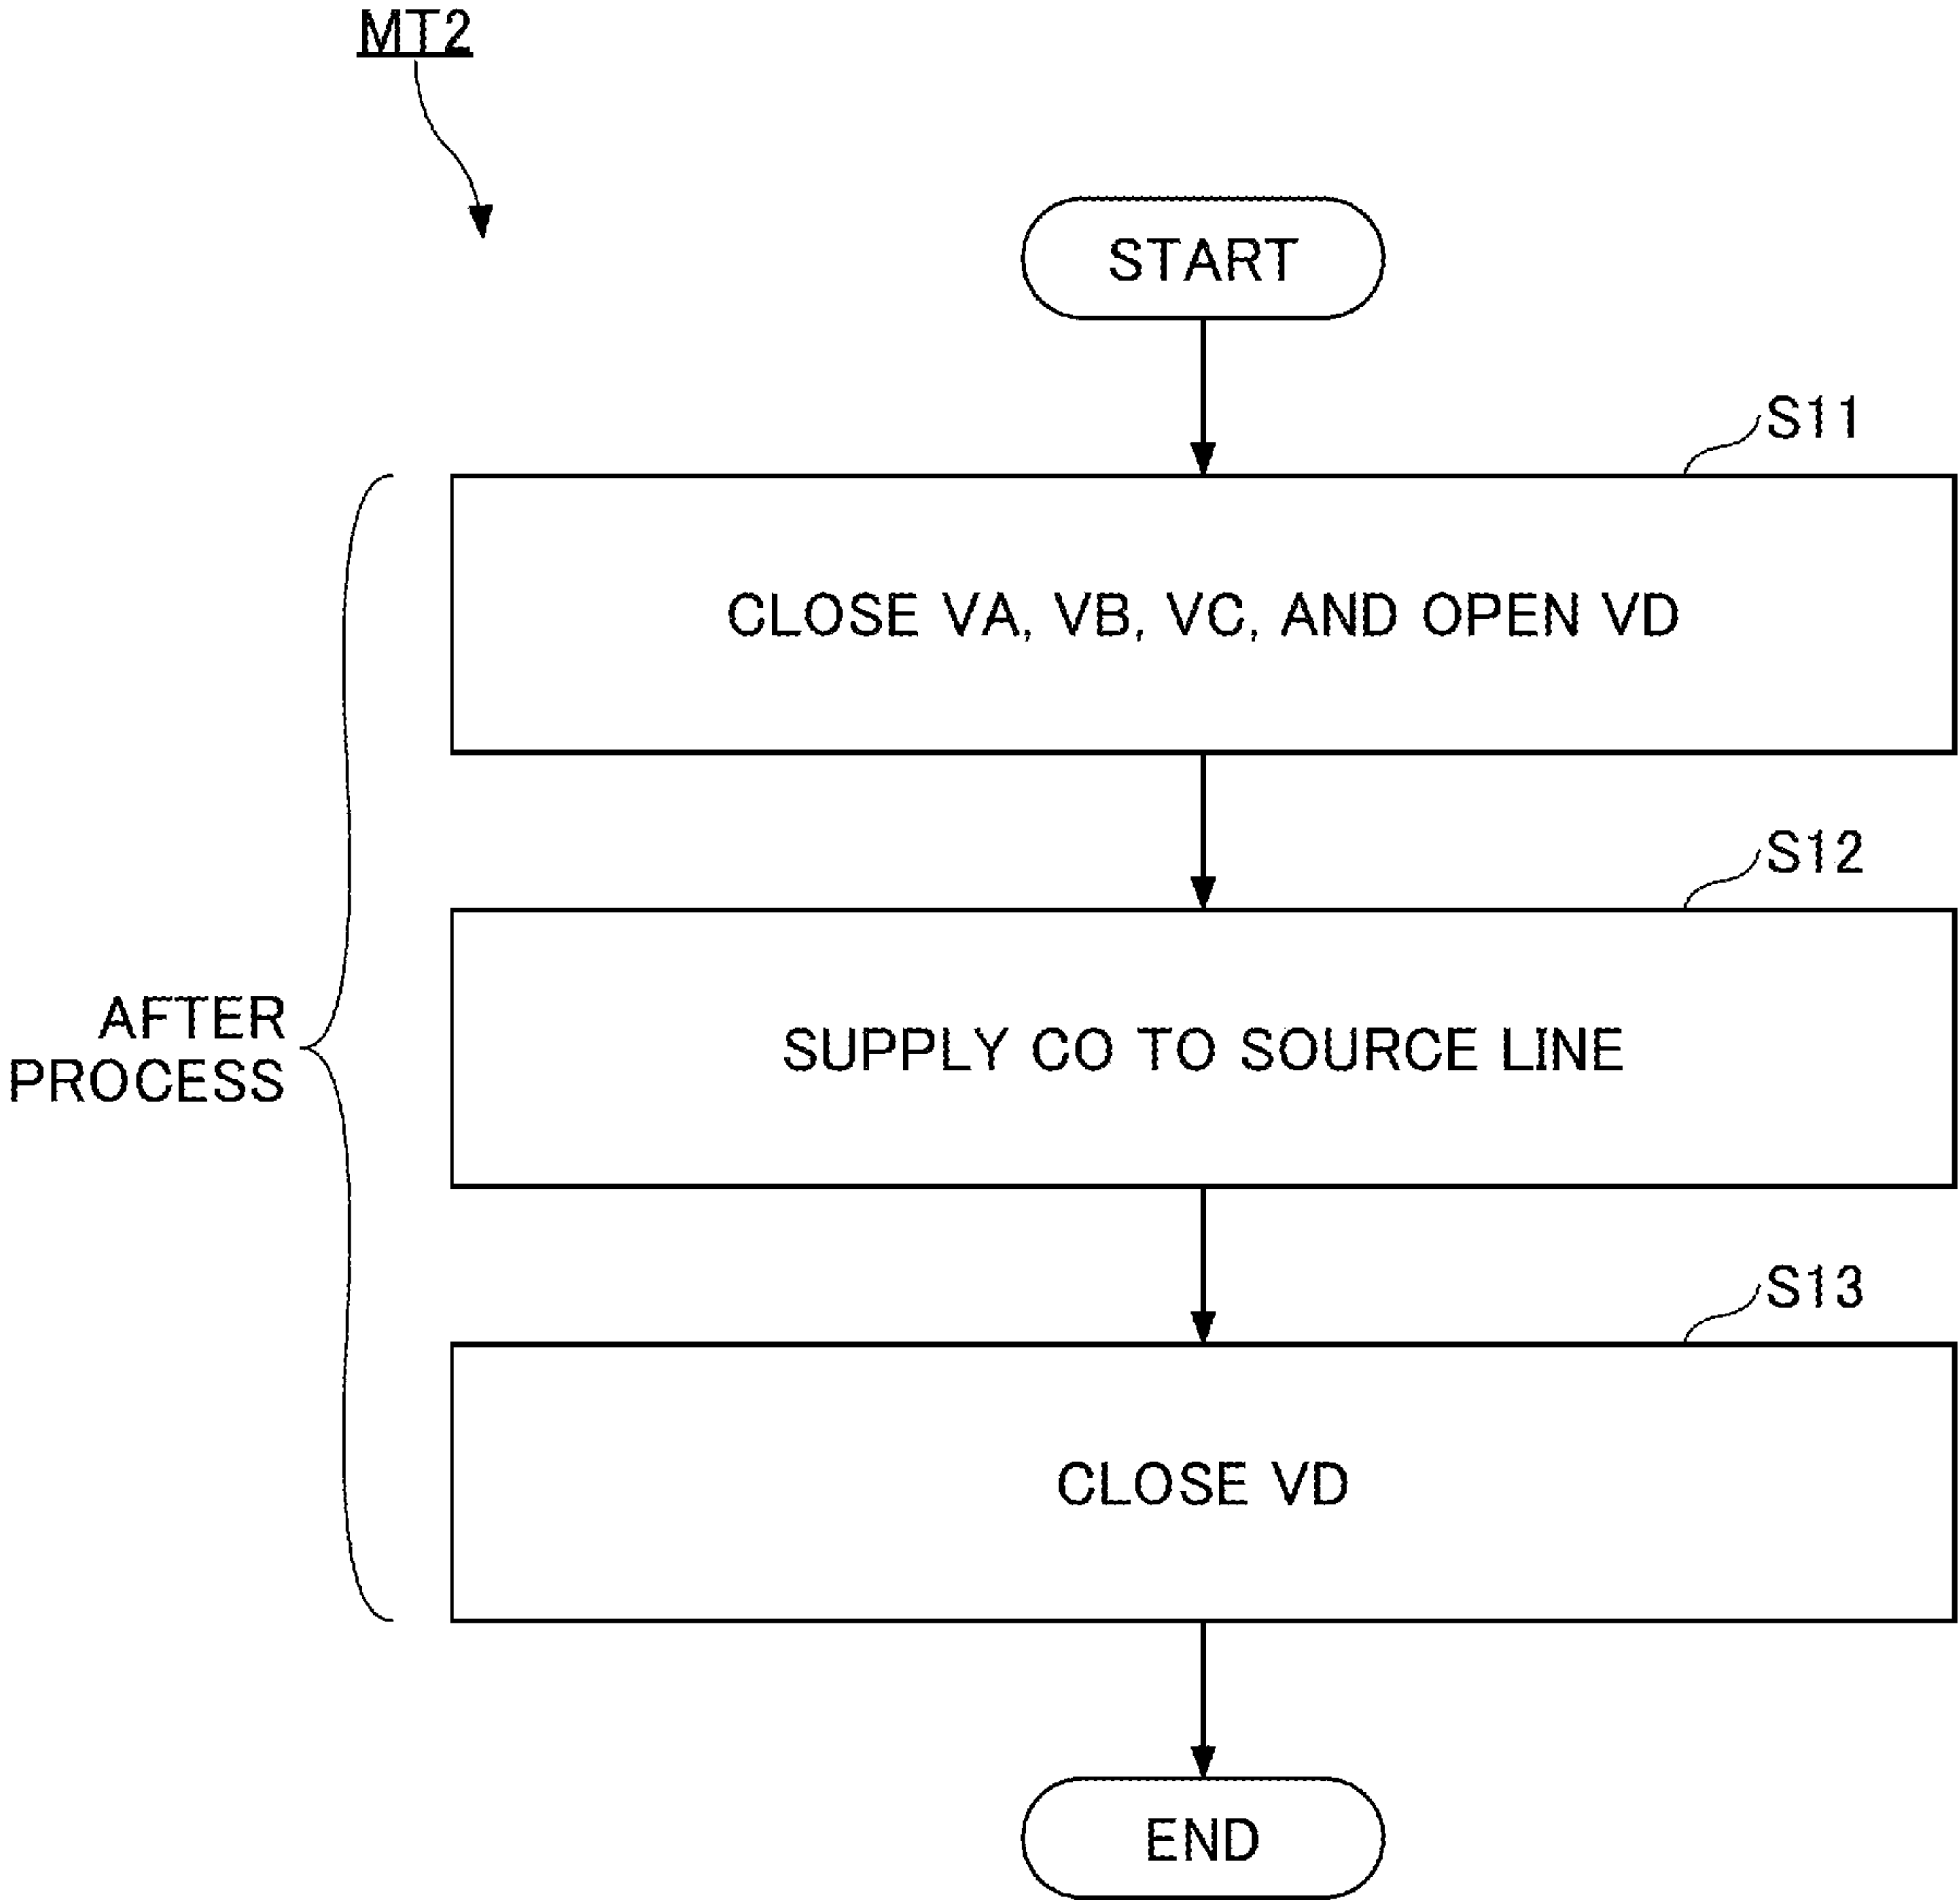 MT2
START
S11
CLOSE VA, VB, VC, AND OPEN VD
S12
AFTER
PROCESS
SUPPLY CO TO SOURCE LINE
S13
CLOSE VD
END